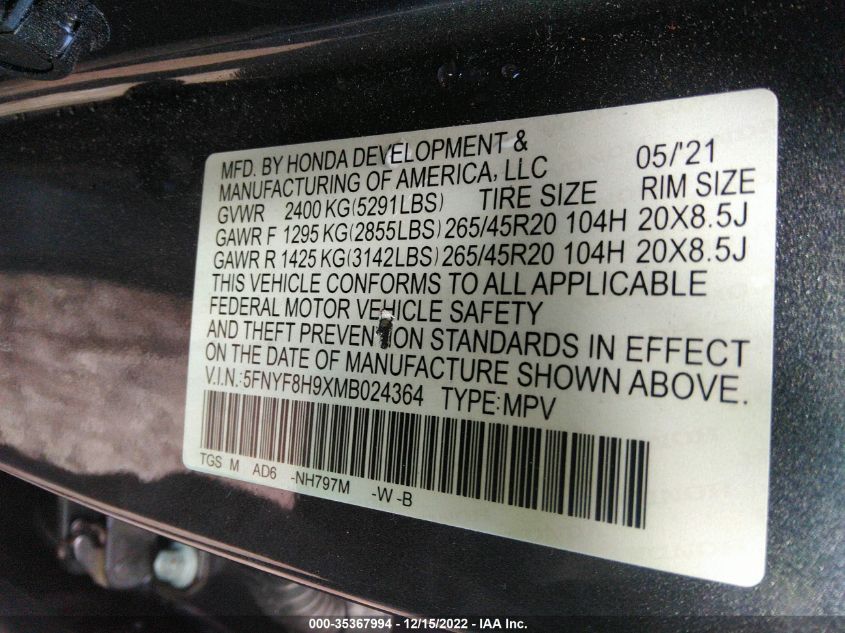 MFD. BY HONDA DEVELOPMENT & 05/'21
MANUFACTURING OF AMERICA, LLC
GVWR 2400 KG(5291LBS) TIRE SIZE RIM SIZE
GAWR F 1295 KG(2855LBS) 265/45R20 104H 20X8.5J
GAWR R 1425 KG(3142LBS) 265/45R20 104H 20X8.5J
THIS VEHICLE CONFORMS TO ALL APPLICABLE
FEDERAL MOTOR VEHICLE SAFETY
AND THEFT PREVENTION STANDARDS IN EFFECT
ON THE DATE OF MANUFACTURE SHOWN ABOVE.
V.I.N.:5FNYF8H9XMB024364 TYPE:MPV
TGS M AD6 -NH797M -W -B
000-35367994 - 12/15/2022 - IAA Inc.